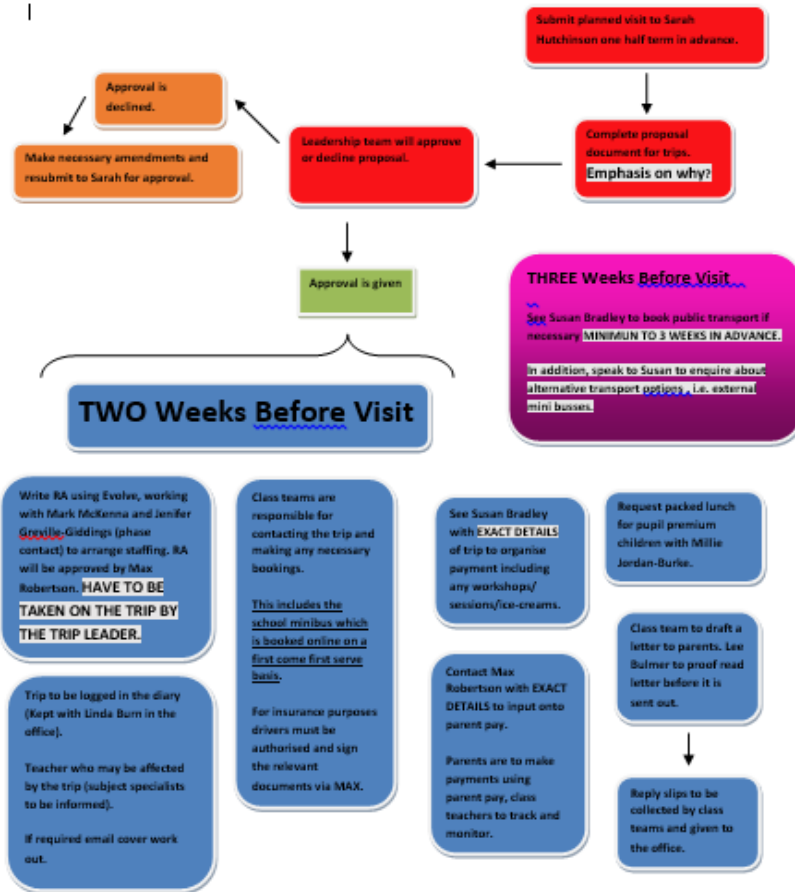 Submit planned visit to Sarah
Hutchinson one half term in advance.
Approval is
declined.
Make necessary amendments and
resubmit to Sarah for approval.
Leadership team will approve
or decline proposal.
Complete proposal
document for trips.
Emphasis on why?
Approval is given
THREE Weeks Before Visit
See Susan Bradley to book public transport if
necessary MINIMUN TO 3 WEEKS IN ADVANCE.
In addition, speak to Susan to enquire about
alternative transport options , i.e. external
mini busses.
TWO Weeks Before Visit
Write RA using Evolve, working
with Mark McKenna and Jenifer
Greville-Giddings (phase
contact) to arrange staffing. RA
will be approved by Max
Robertson. HAVE TO BE
TAKEN ON THE TRIP BY
THE TRIP LEADER.
Trip to be logged in the diary
(Kept with Linda Burn in the
office).
Teacher who may be affected
by the trip (subject specialists
to be informed).
If required email cover work
out.
Class teams are
responsible for
contacting the trip and
making any necessary
bookings.
This includes the
school minibus which
is booked online on a
first come first serve
basis.
For insurance purposes
drivers must be
authorised and sign
the relevant
documents via MAX.
See Susan Bradley
with EXACT DETAILS
of trip to organise
payment including
any workshops/
sessions/ice-creams.
Contact Max
Robertson with EXACT
DETAILS to input onto
parent pay.
Parents are to make
payments using
parent pay, class
teachers to track and
monitor.
Request packed lunch
for pupil premium
children with Millie
Jordan-Burke.
Class team to draft a
letter to parents. Lee
Bulmer to proof read
letter before it is
sent out.
Reply slips to be
collected by class
teams and given to
the office.